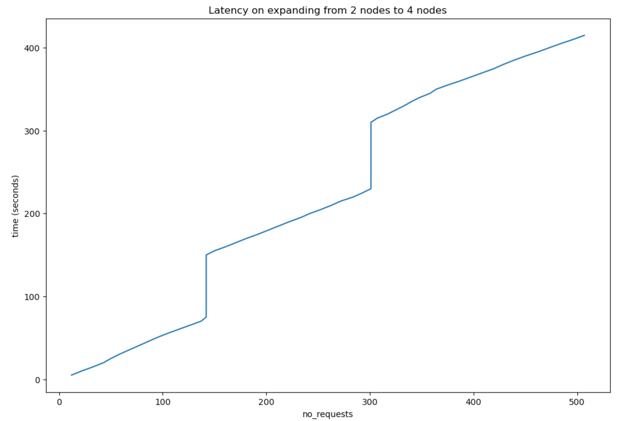 Latency on expanding from 2 nodes to 4 nodes
400
300
200
100
0
time (seconds)
0 100 200 300 400 500
no_requests